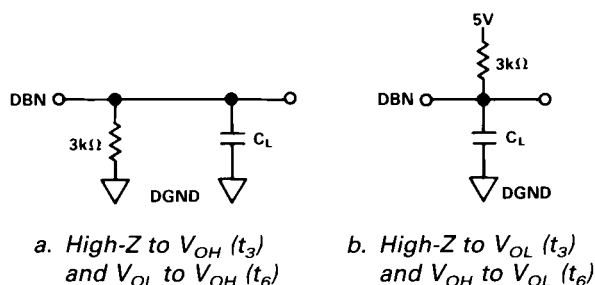 5V
3kΩ
DBN
DBN
3kΩ
C_L
C_L
DGND
DGND
a. High-Z to V_OH (t_3)
and V_OL to V_OH (t_6)
b. High-Z to V_OL (t_3)
and V_OH to V_OL (t_6)